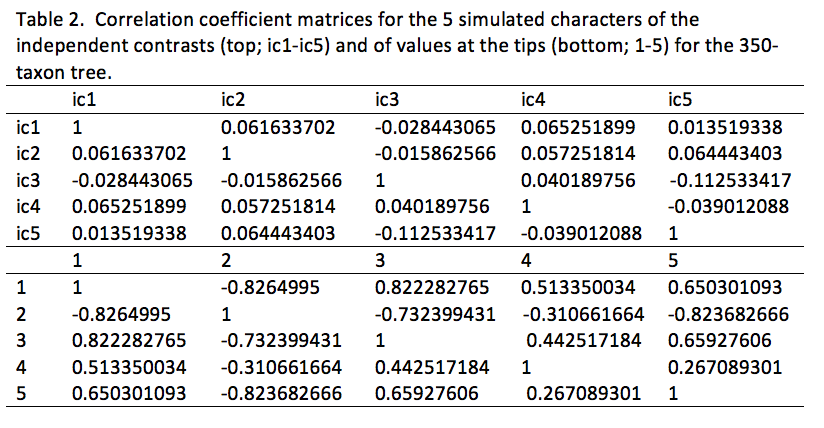 Table 2. Correlation coefficient matrices for the 5 simulated characters of the
independent contrasts (top; ic1-ic5) and of values at the tips (bottom; 1-5) for the 350-
taxon tree.
ic1 ic2 ic3 ic4 ic5
ic1 1 0.061633702 -0.028443065 0.065251899 0.013519338
ic2 0.061633702 1 -0.015862566 0.057251814 0.064443403
ic3 -0.028443065 -0.015862566 1 0.040189756 -0.112533417
ic4 0.065251899 0.057251814 0.040189756 1 -0.039012088
ic5 0.013519338 0.064443403 -0.112533417 -0.039012088 1
1 2 3 4 5
1 1 -0.8264995 0.822282765 0.513350034 0.650301093
2 -0.8264995 1 -0.732399431 -0.310661664 -0.823682666
3 0.822282765 -0.732399431 1 0.442517184 0.65927606
4 0.513350034 -0.310661664 0.442517184 1 0.267089301
5 0.650301093 -0.823682666 0.65927606 0.267089301 1